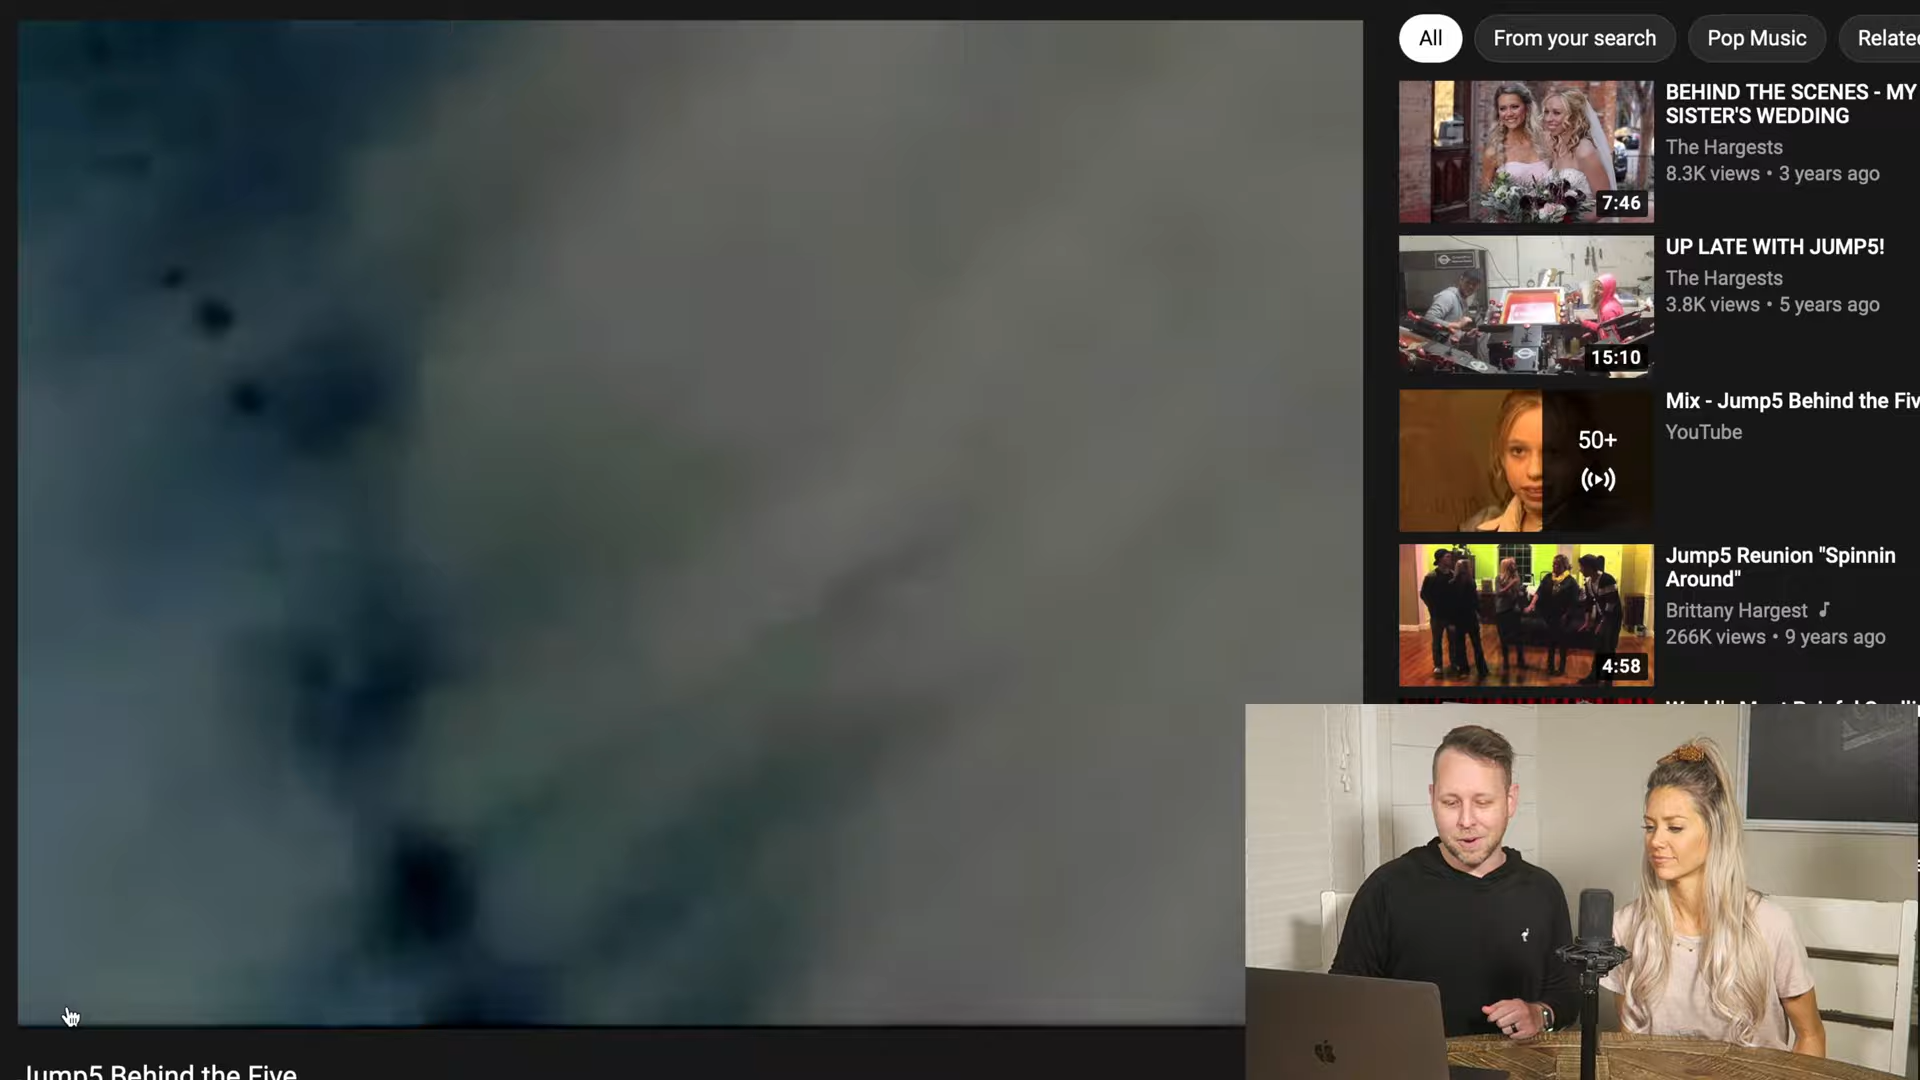 All
From your search
Pop Music
Relate
BEHIND THE SCENES - MY
SISTER'S WEDDING
The Hargests
8.3K views • 3 years ago
7:46
UP LATE WITH JUMP5!
The Hargests
3.8K views • 5 years ago
15:10
Mix - Jump5 Behind the Fiv
YouTube
50+
Jump5 Reunion "Spinnin
Around"
Brittany Hargest
266K views • 9 years ago
4:58
Jump5 Behind the Five